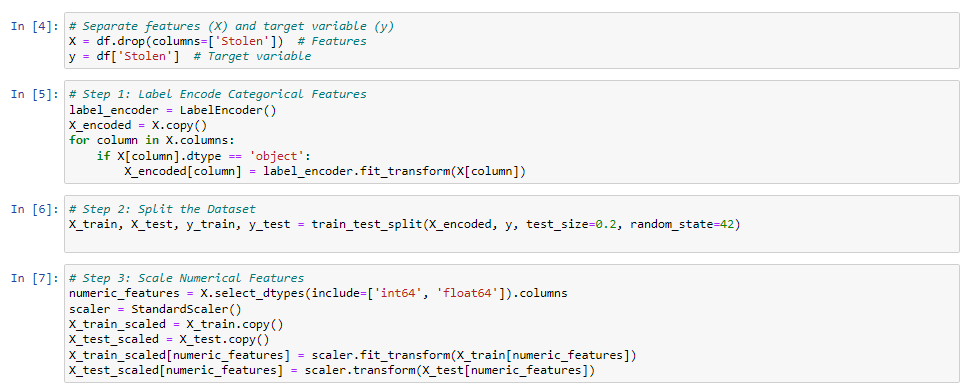 In [4]: # Separate features (X) and target variable (y)
X = df.drop(columns=['Stolen'])  # Features
y = df['Stolen']  # Target variable
In [5]: # Step 1: Label Encode Categorical Features
label_encoder = LabelEncoder()
X_encoded = X.copy()
for column in X.columns:
    if X[column].dtype == 'object':
        X_encoded[column] = label_encoder.fit_transform(X[column])
In [6]: # Step 2: Split the Dataset
X_train, X_test, y_train, y_test = train_test_split(X_encoded, y, test_size=0.2, random_state=42)
In [7]: # Step 3: Scale Numerical Features
numeric_features = X.select_dtypes(include=['int64', 'float64']).columns
scaler = StandardScaler()
X_train_scaled = X_train.copy()
X_test_scaled = X_test.copy()
X_train_scaled[numeric_features] = scaler.fit_transform(X_train[numeric_features])
X_test_scaled[numeric_features] = scaler.transform(X_test[numeric_features])